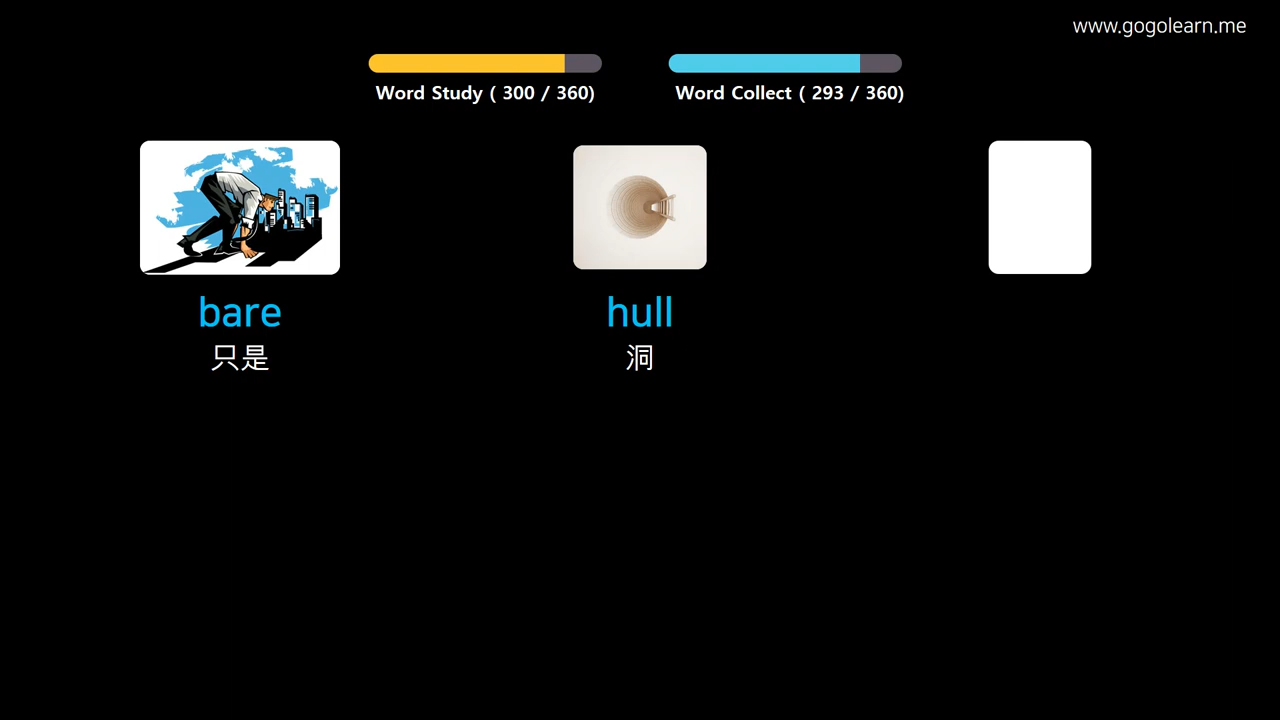 www.gogolearn.me
Word Study ( 300 / 360)
Word Collect ( 293 / 360)
bare
只是
hull
洞